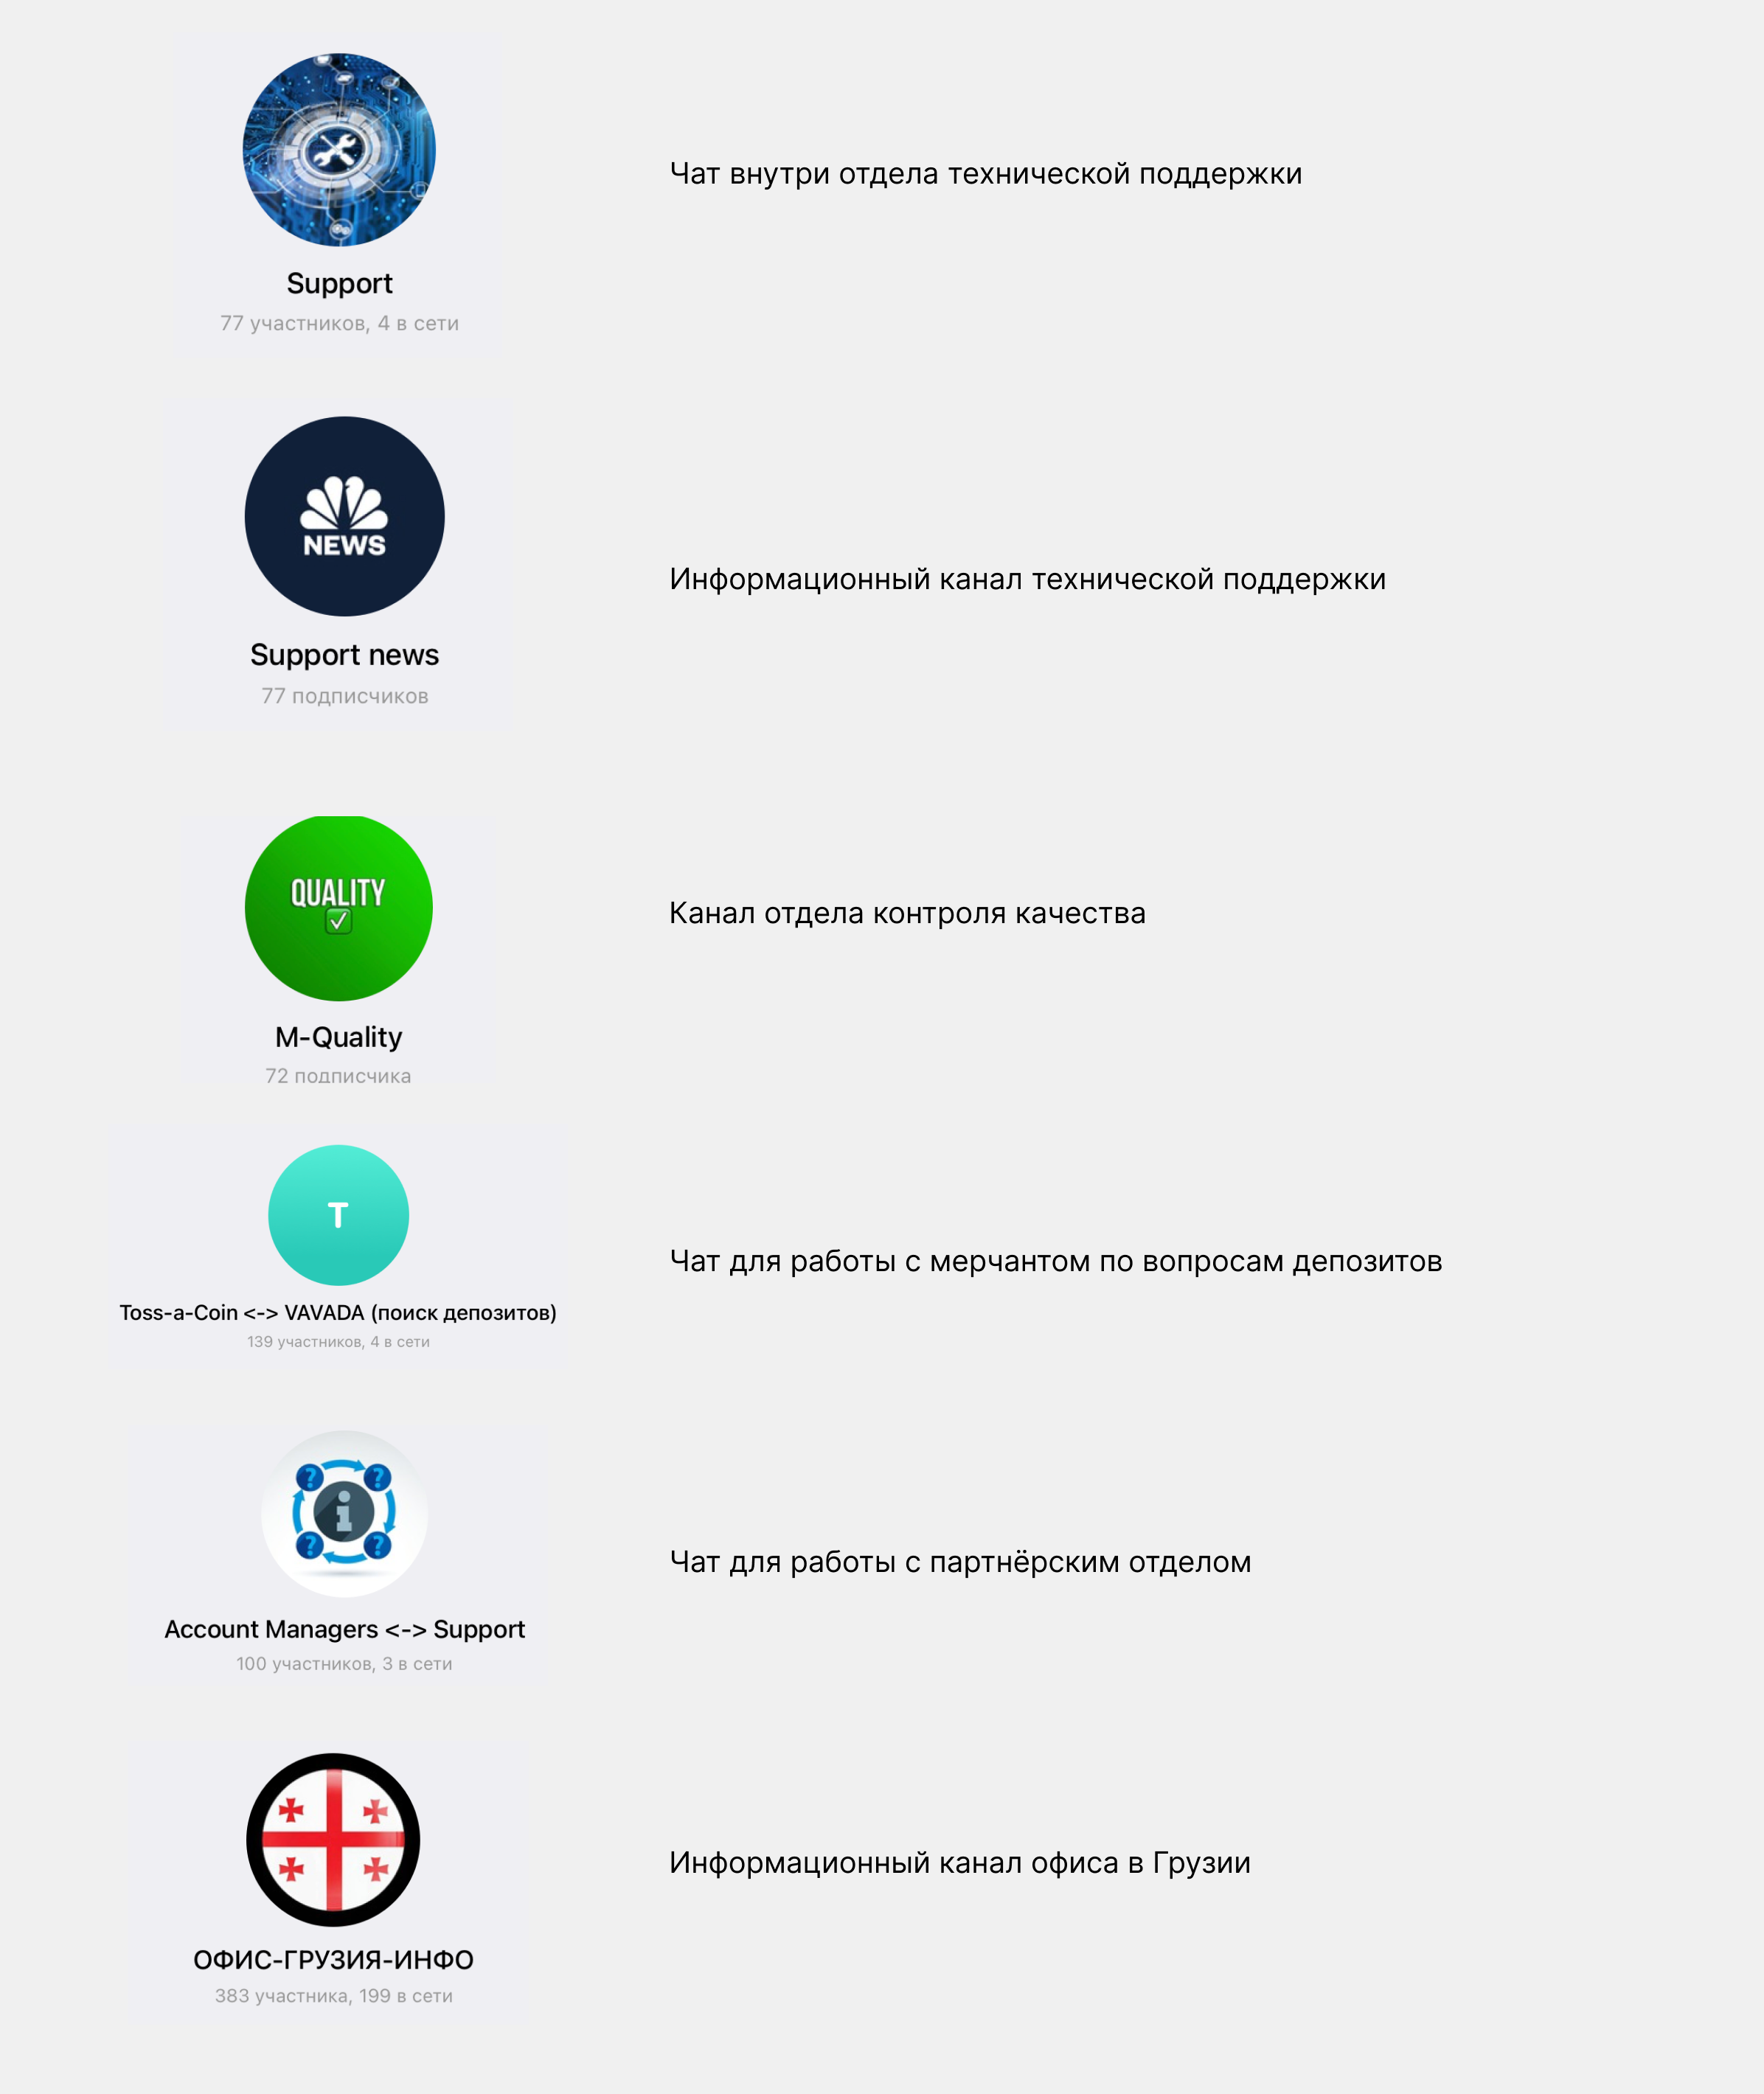 Чат внутри отдела технической поддержки
Support
77 участников, 4 в сети
NEWS
Информационный канал технической поддержки
Support news
77 подписчиков
QUALITY
Канал отдела контроля качества
M-Quality
72 подписчика
T
Чат для работы с мерчантом по вопросам депозитов
Toss-a-Coin <-> VAVADA (поиск депозитов)
139 участников, 4 в сети
? ?
i
? ?
Чат для работы с партнёрским отделом
Account Managers <-> Support
100 участников, 3 в сети
Информационный канал офиса в Грузии
ОФИС-ГРУЗИЯ-ИНФО
383 участника, 199 в сети